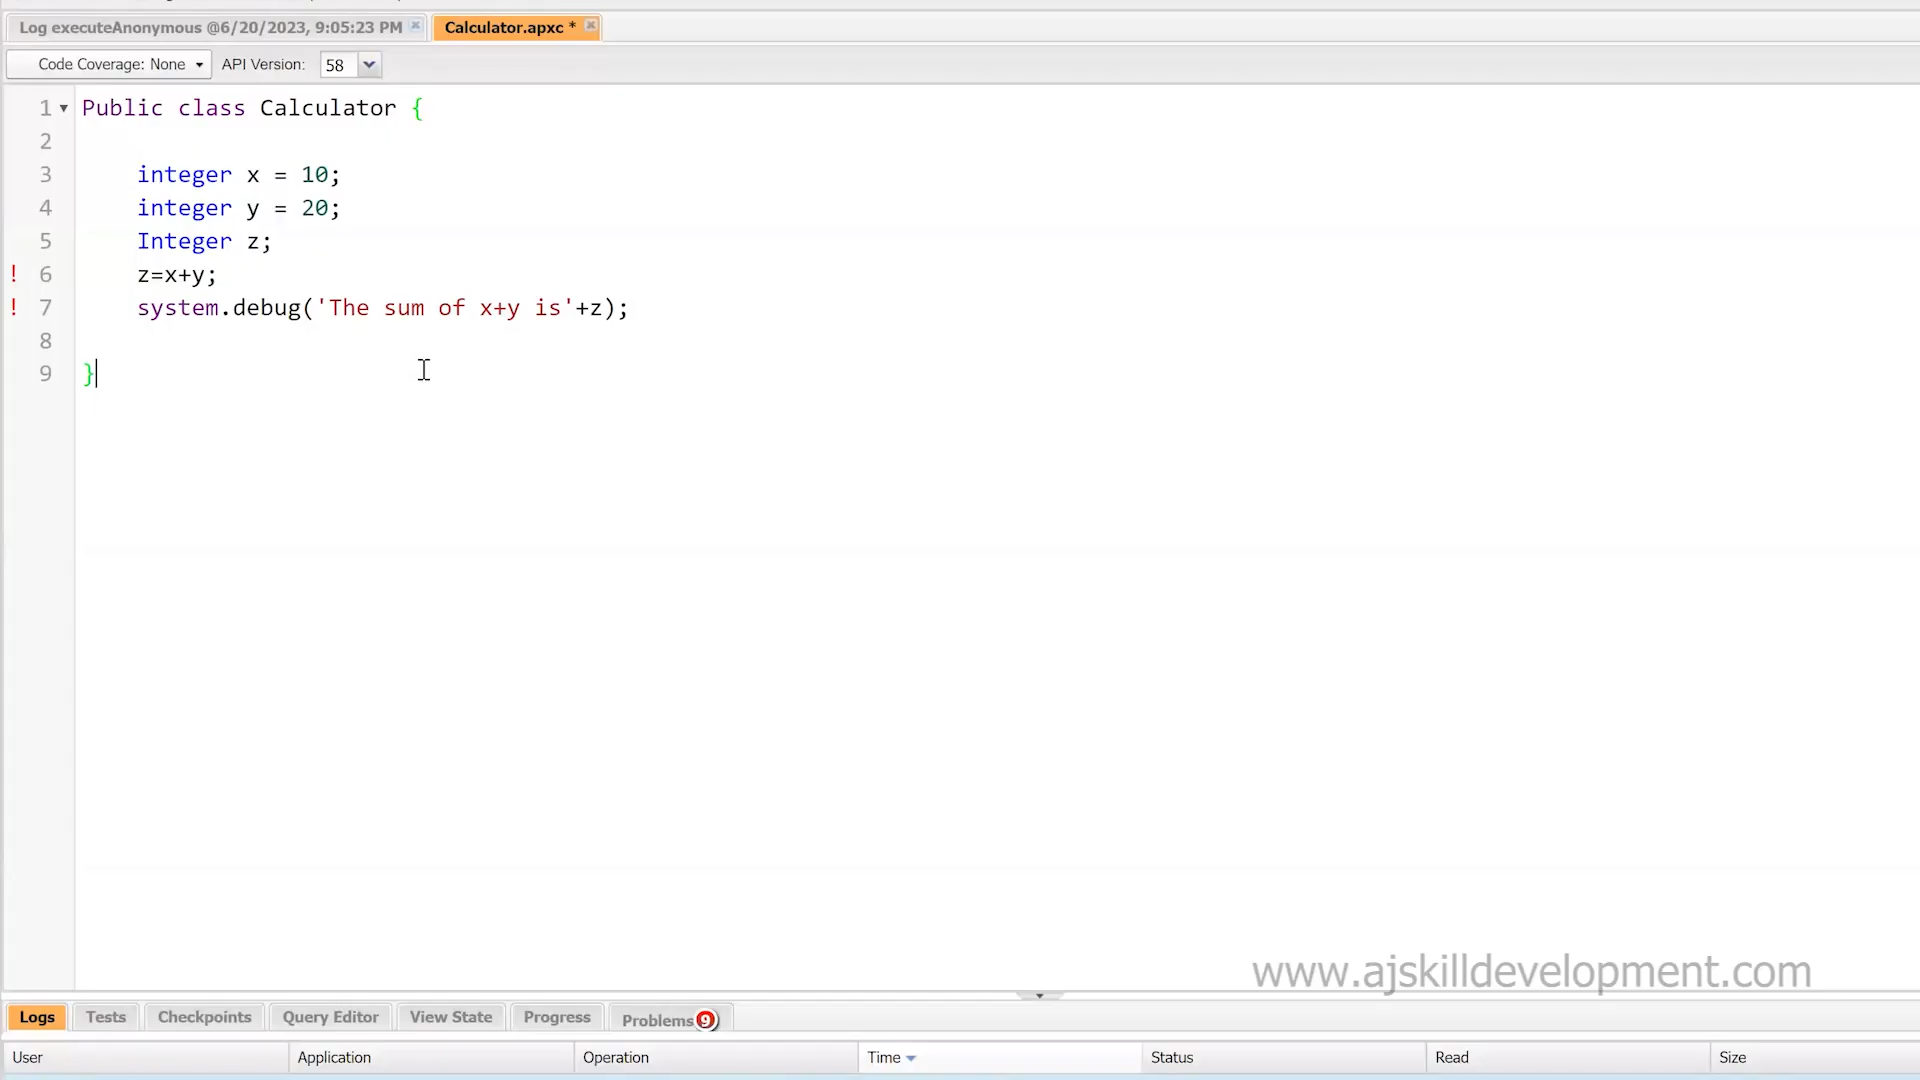 Log executeAnonymous @6/20/2023, 9:05:23 PM Calculator.apxc *
Code Coverage: None API Version: 58
1 Public class Calculator {
2
3 integer x = 10;
4 integer y = 20;
5 Integer z;
! 6 z=x+y;
! 7 system.debug('The sum of x+y is'+z);
8
9 }
www.ajskilldevelopment.com
Logs Tests Checkpoints Query Editor View State Progress Problems 9
User Application Operation Time Status Read Size